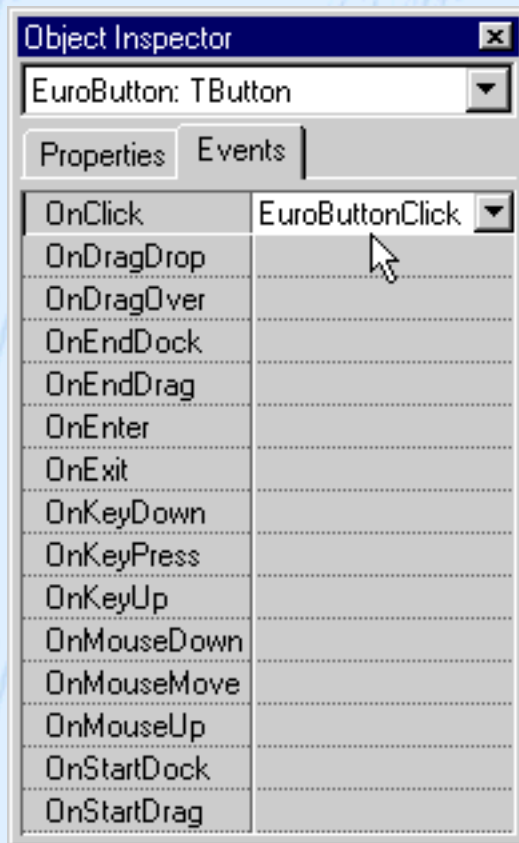 Object Inspector
EuroButton: TButton
Properties Events
OnClick EuroButtonClick
OnDragDrop
OnDragOver
OnEndDock
OnEndDrag
OnEnter
OnExit
OnKeyDown
OnKeyPress
OnKeyUp
OnMouseDown
OnMouseMove
OnMouseUp
OnStartDock
OnStartDrag